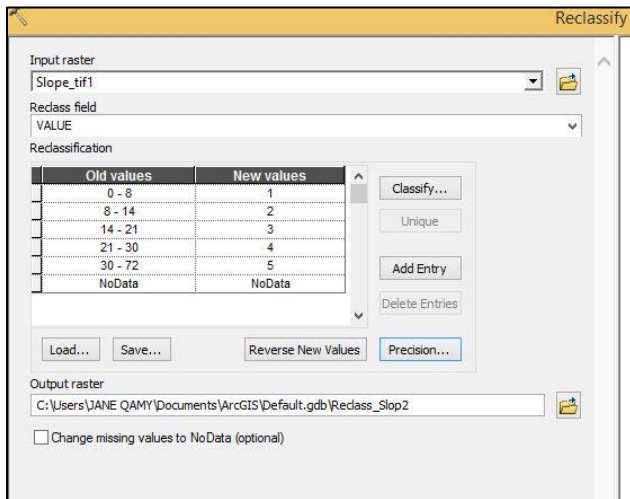 Reclassify
Input raster
Slope_tif1
Reclass field
VALUE
Reclassification
Old values New values
0 - 8 1
8 - 14 2
14 - 21 3
21 - 30 4
30 - 72 5
NoData NoData
Classify...
Unique
Add Entry
Delete Entries
Load... Save... Reverse New Values Precision...
Output raster
C:\Users\JANE QAMY\Documents\ArcGIS\Default.gdb\Reclass_Slop2
Change missing values to NoData (optional)